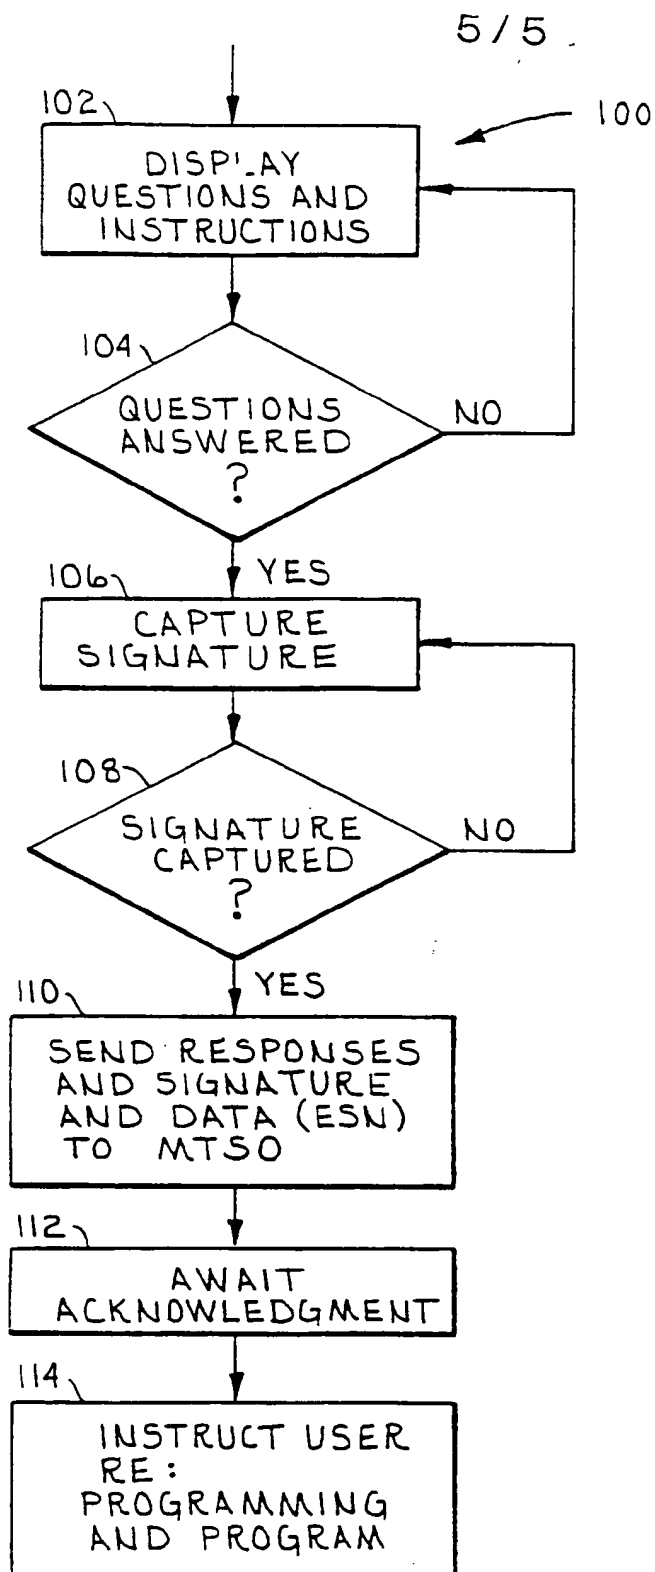 5/5
100
102
DISPLAY
QUESTIONS AND
INSTRUCTIONS
104
QUESTIONS
ANSWERED
?
NO
YES
106
CAPTURE
SIGNATURE
108
SIGNATURE
CAPTURED
?
NO
YES
110
SEND RESPONSES
AND SIGNATURE
AND DATA (ESN)
TO MTSO
112
AWAIT
ACKNOWLEDGMENT
114
INSTRUCT USER
RE:
PROGRAMMING
AND PROGRAM